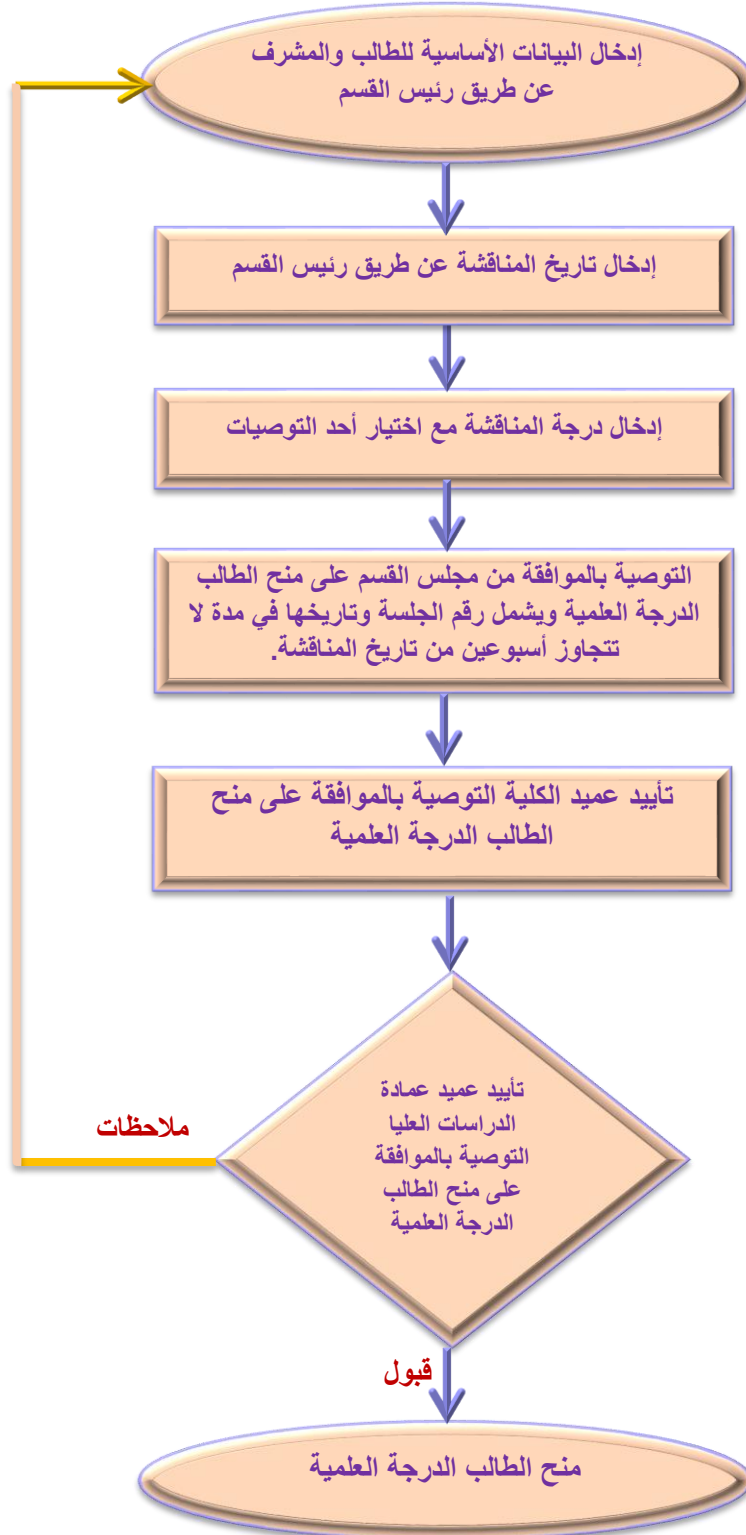 إدخال البيانات الأساسية للطالب والمشرف
عن طريق رئيس القسم
إدخال تاريخ المناقشة عن طريق رئيس القسم
إدخال درجة المناقشة مع اختيار أحد التوصيات
التوصية بالموافقة من مجلس القسم على منح الطالب
الدرجة العلمية ويشمل رقم الجلسة وتاريخها في مدة لا
تتجاوز أسبوعين من تاريخ المناقشة.
تأييد عميد الكلية التوصية بالموافقة على منح
الطالب الدرجة العلمية
تأييد عميد عمادة
الدراسات العليا
التوصية بالموافقة
على منح الطالب
الدرجة العلمية
ملاحظات
قبول
منح الطالب الدرجة العلمية